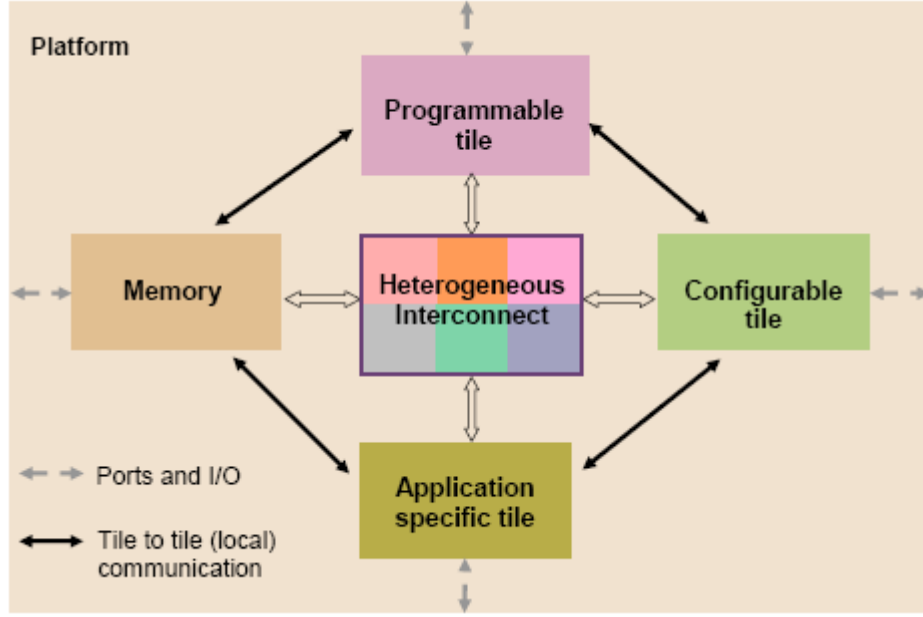 Platform
Programmable
tile
Memory
Heterogeneous
Interconnect
Configurable
tile
Application
specific tile
Ports and I/O
Tile to tile (local)
communication